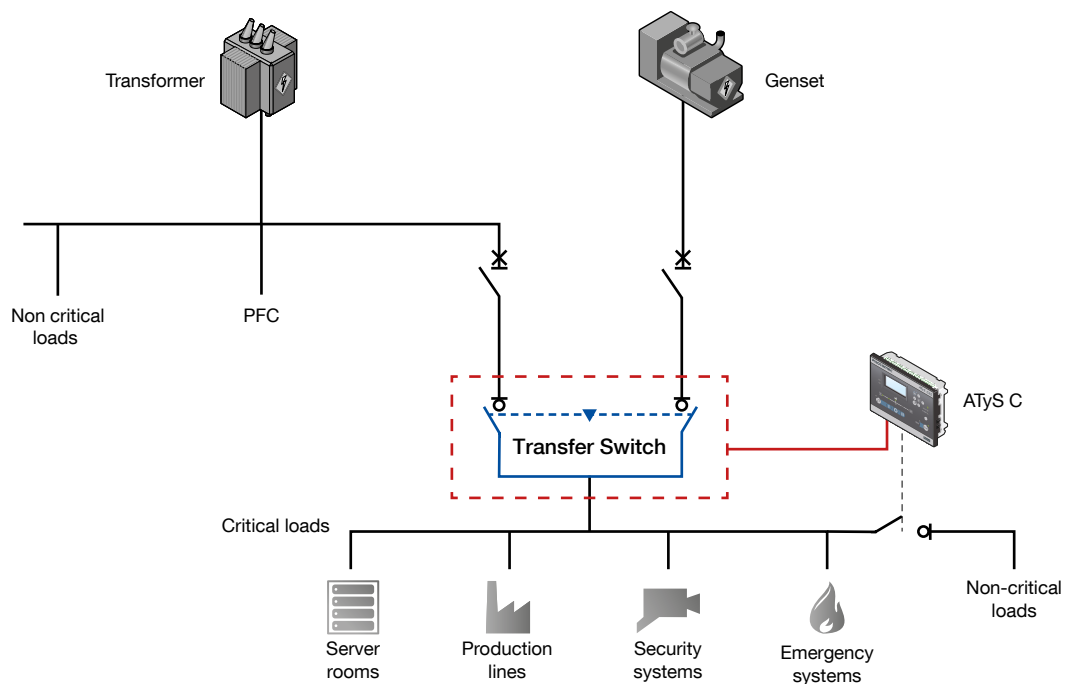 Transformer
Genset
Non critical
loads
PFC
ATyS C
Transfer Switch
Critical loads
Server
rooms
Production
lines
Security
systems
Emergency
systems
Non-critical
loads